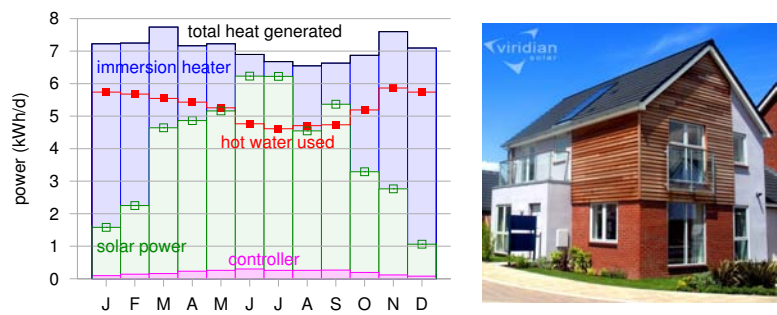 8
7
6
5
4
3
2
1
0
power (kWh/d)
total heat generated
immersion heater
hot water used
solar power
controller
J F M A M J J A S O N D
viridian
solar